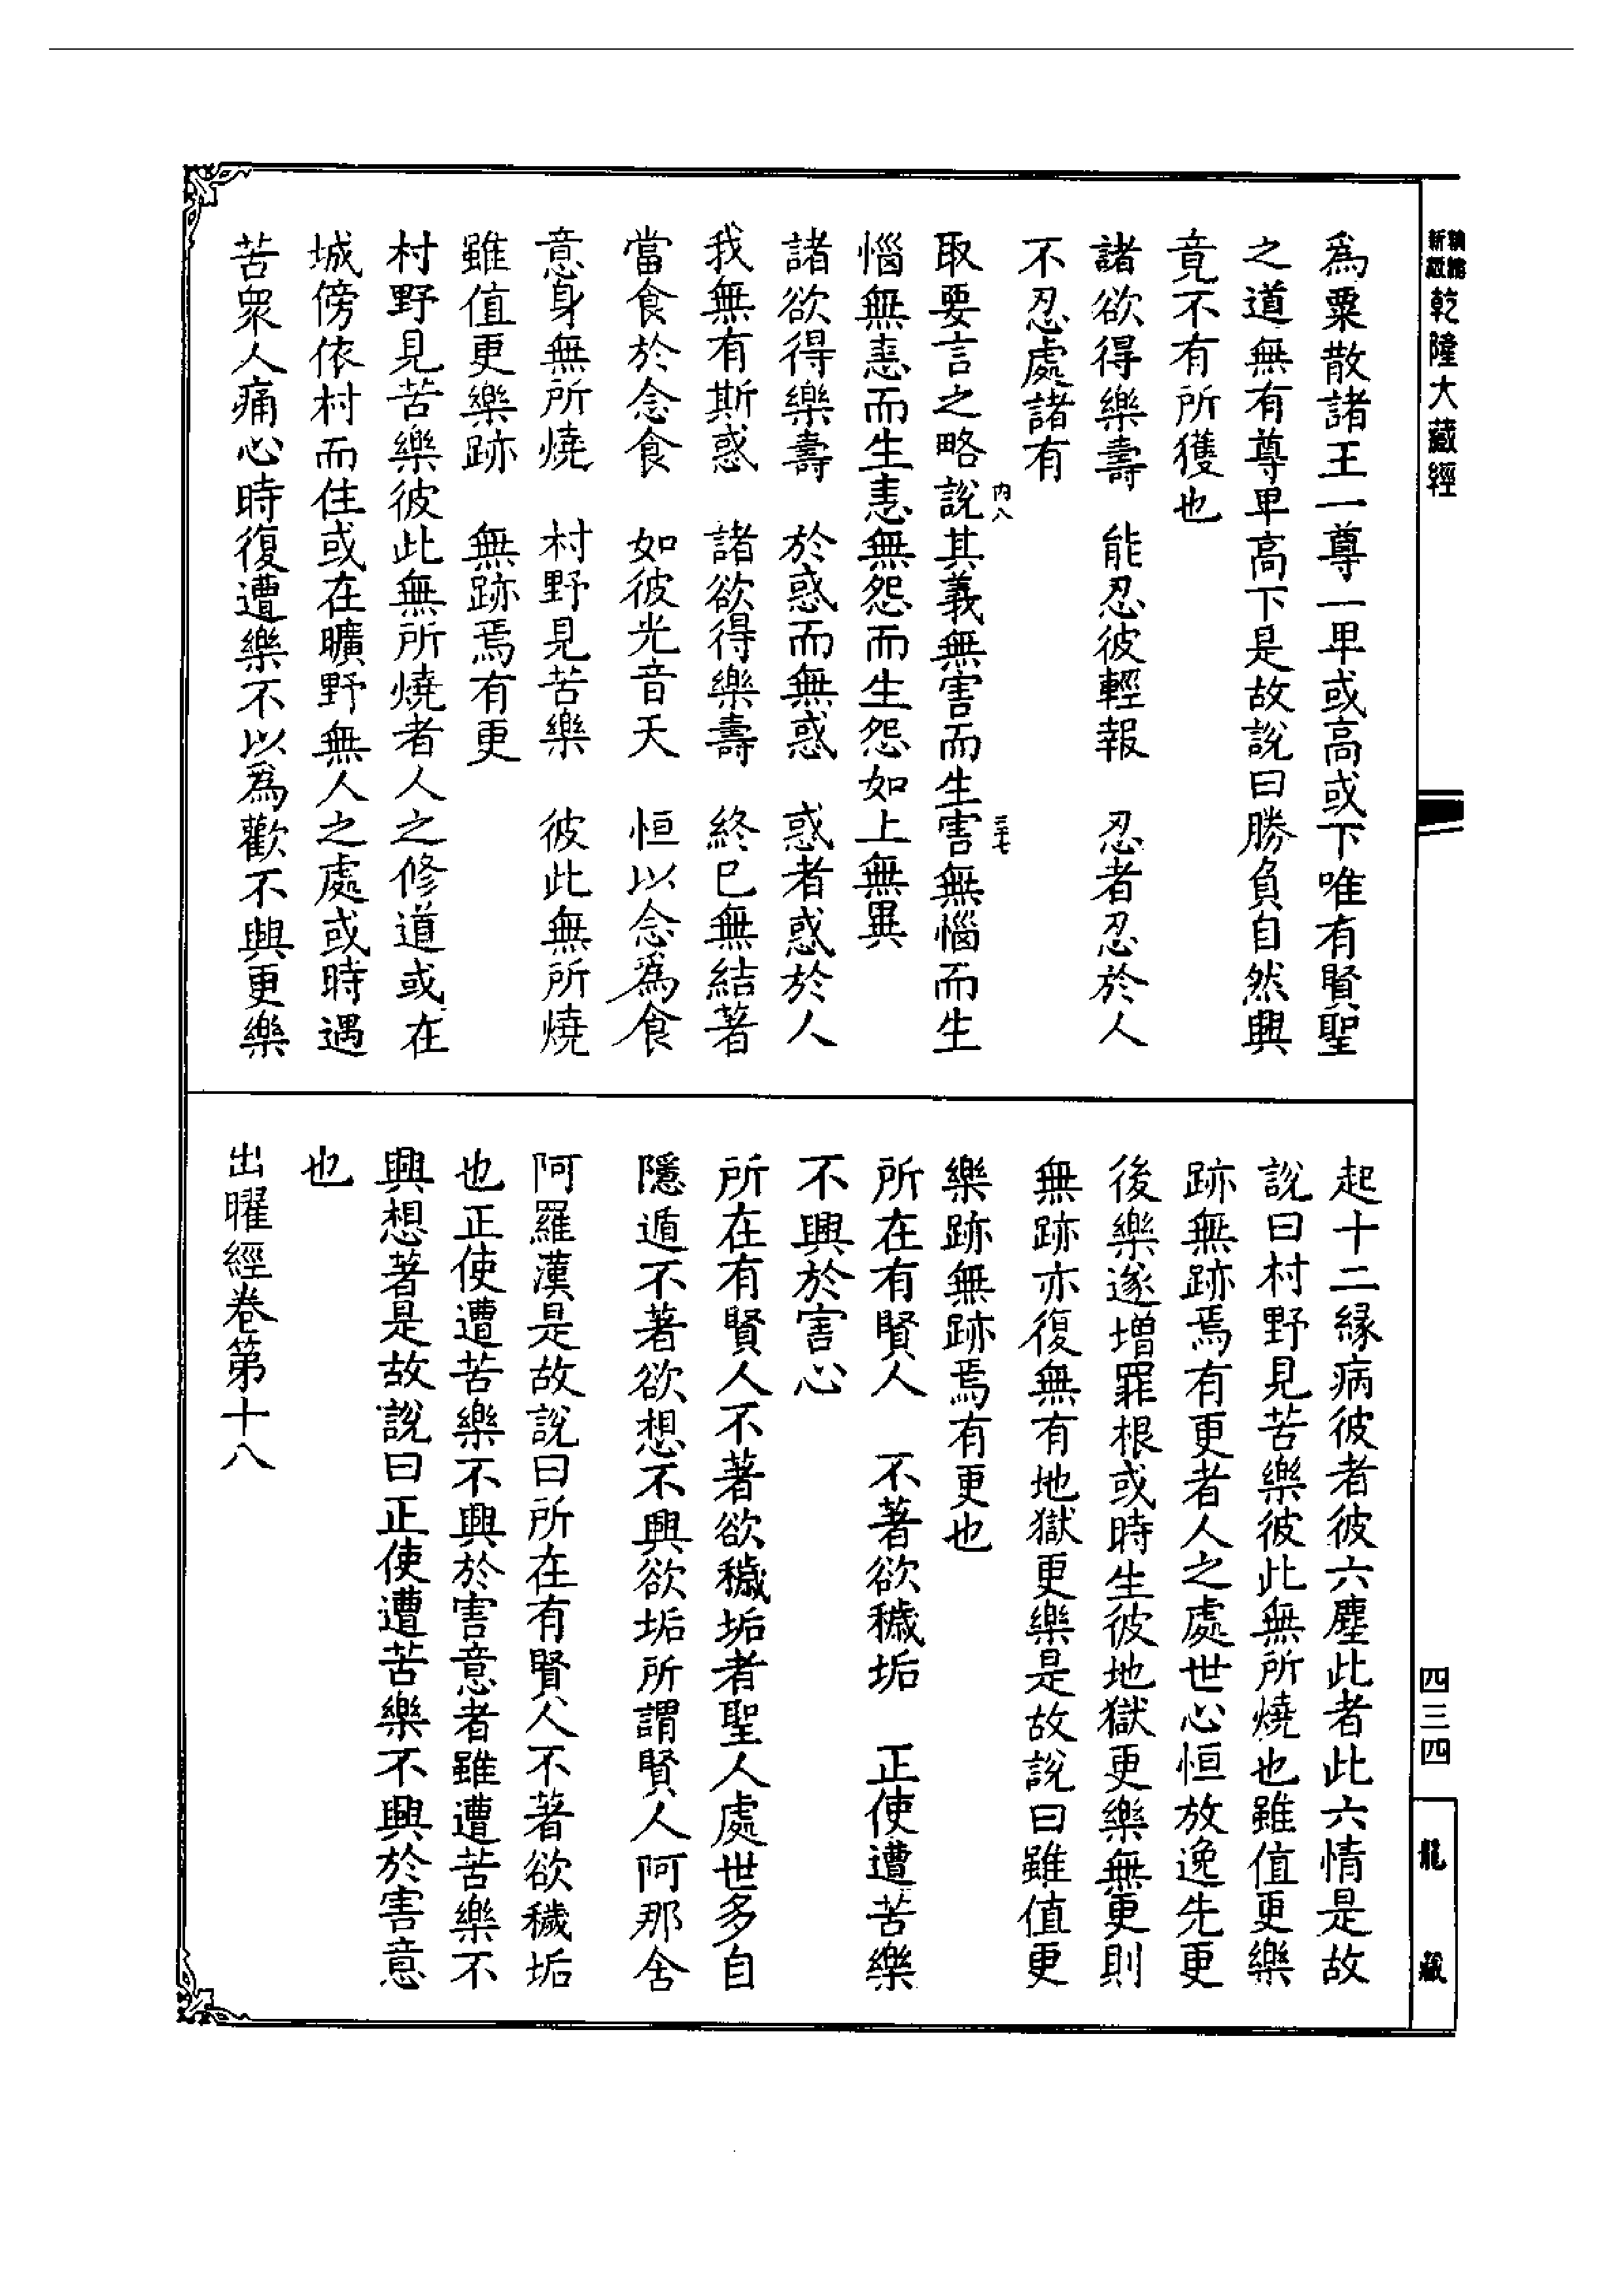 新纂縮緝乾隆大藏經
為粟散諸王一尊一卑或高或下唯有賢聖
之道無有尊卑高下是故說曰勝負自然興
竟不有所獲也
諸欲得樂壽　能忍彼輕報　忍者忍於人
不忍處諸有
取要言之略說其義無害而生害無惱而生
內八
三十七
惱無恚而生恚無怨而生怨如上無異
諸欲得樂壽　於惑而無惑　惑者惑於人
我無有斯惑　諸欲得樂壽　終已無結著
當食於念食　如彼光音天　恒以念為食
意身無所燒　村野見苦樂　彼此無所燒
雖值更樂跡　無跡焉有更
村野見苦樂彼此無所燒者人之修道或在
城傍依村而住或在曠野無人之處或時遇
苦眾人痛心時復遭樂不以為歡不興更樂
起十二緣病彼者彼六塵此者此六情是故
說曰村野見苦樂彼此無所燒也雖值更樂
跡無跡焉有更者人之處世心恒放逸先更
後樂遂增罪根或時生彼地獄更樂無更則
無跡亦復無有地獄更樂是故說曰雖值更
樂跡無跡焉有更也
所在有賢人　不著欲穢垢　正使遭苦樂
不興於害心
所在有賢人不著欲穢垢者聖人處世多自
隱遁不著欲想不興欲垢所謂賢人阿那含
阿羅漢是故說曰所在有賢人不著欲穢垢
也正使遭苦樂不興於害意者雖遭苦樂不
興想著是故說曰正使遭苦樂不興於害意
也
出曜經卷第十八
四三四
龍藏